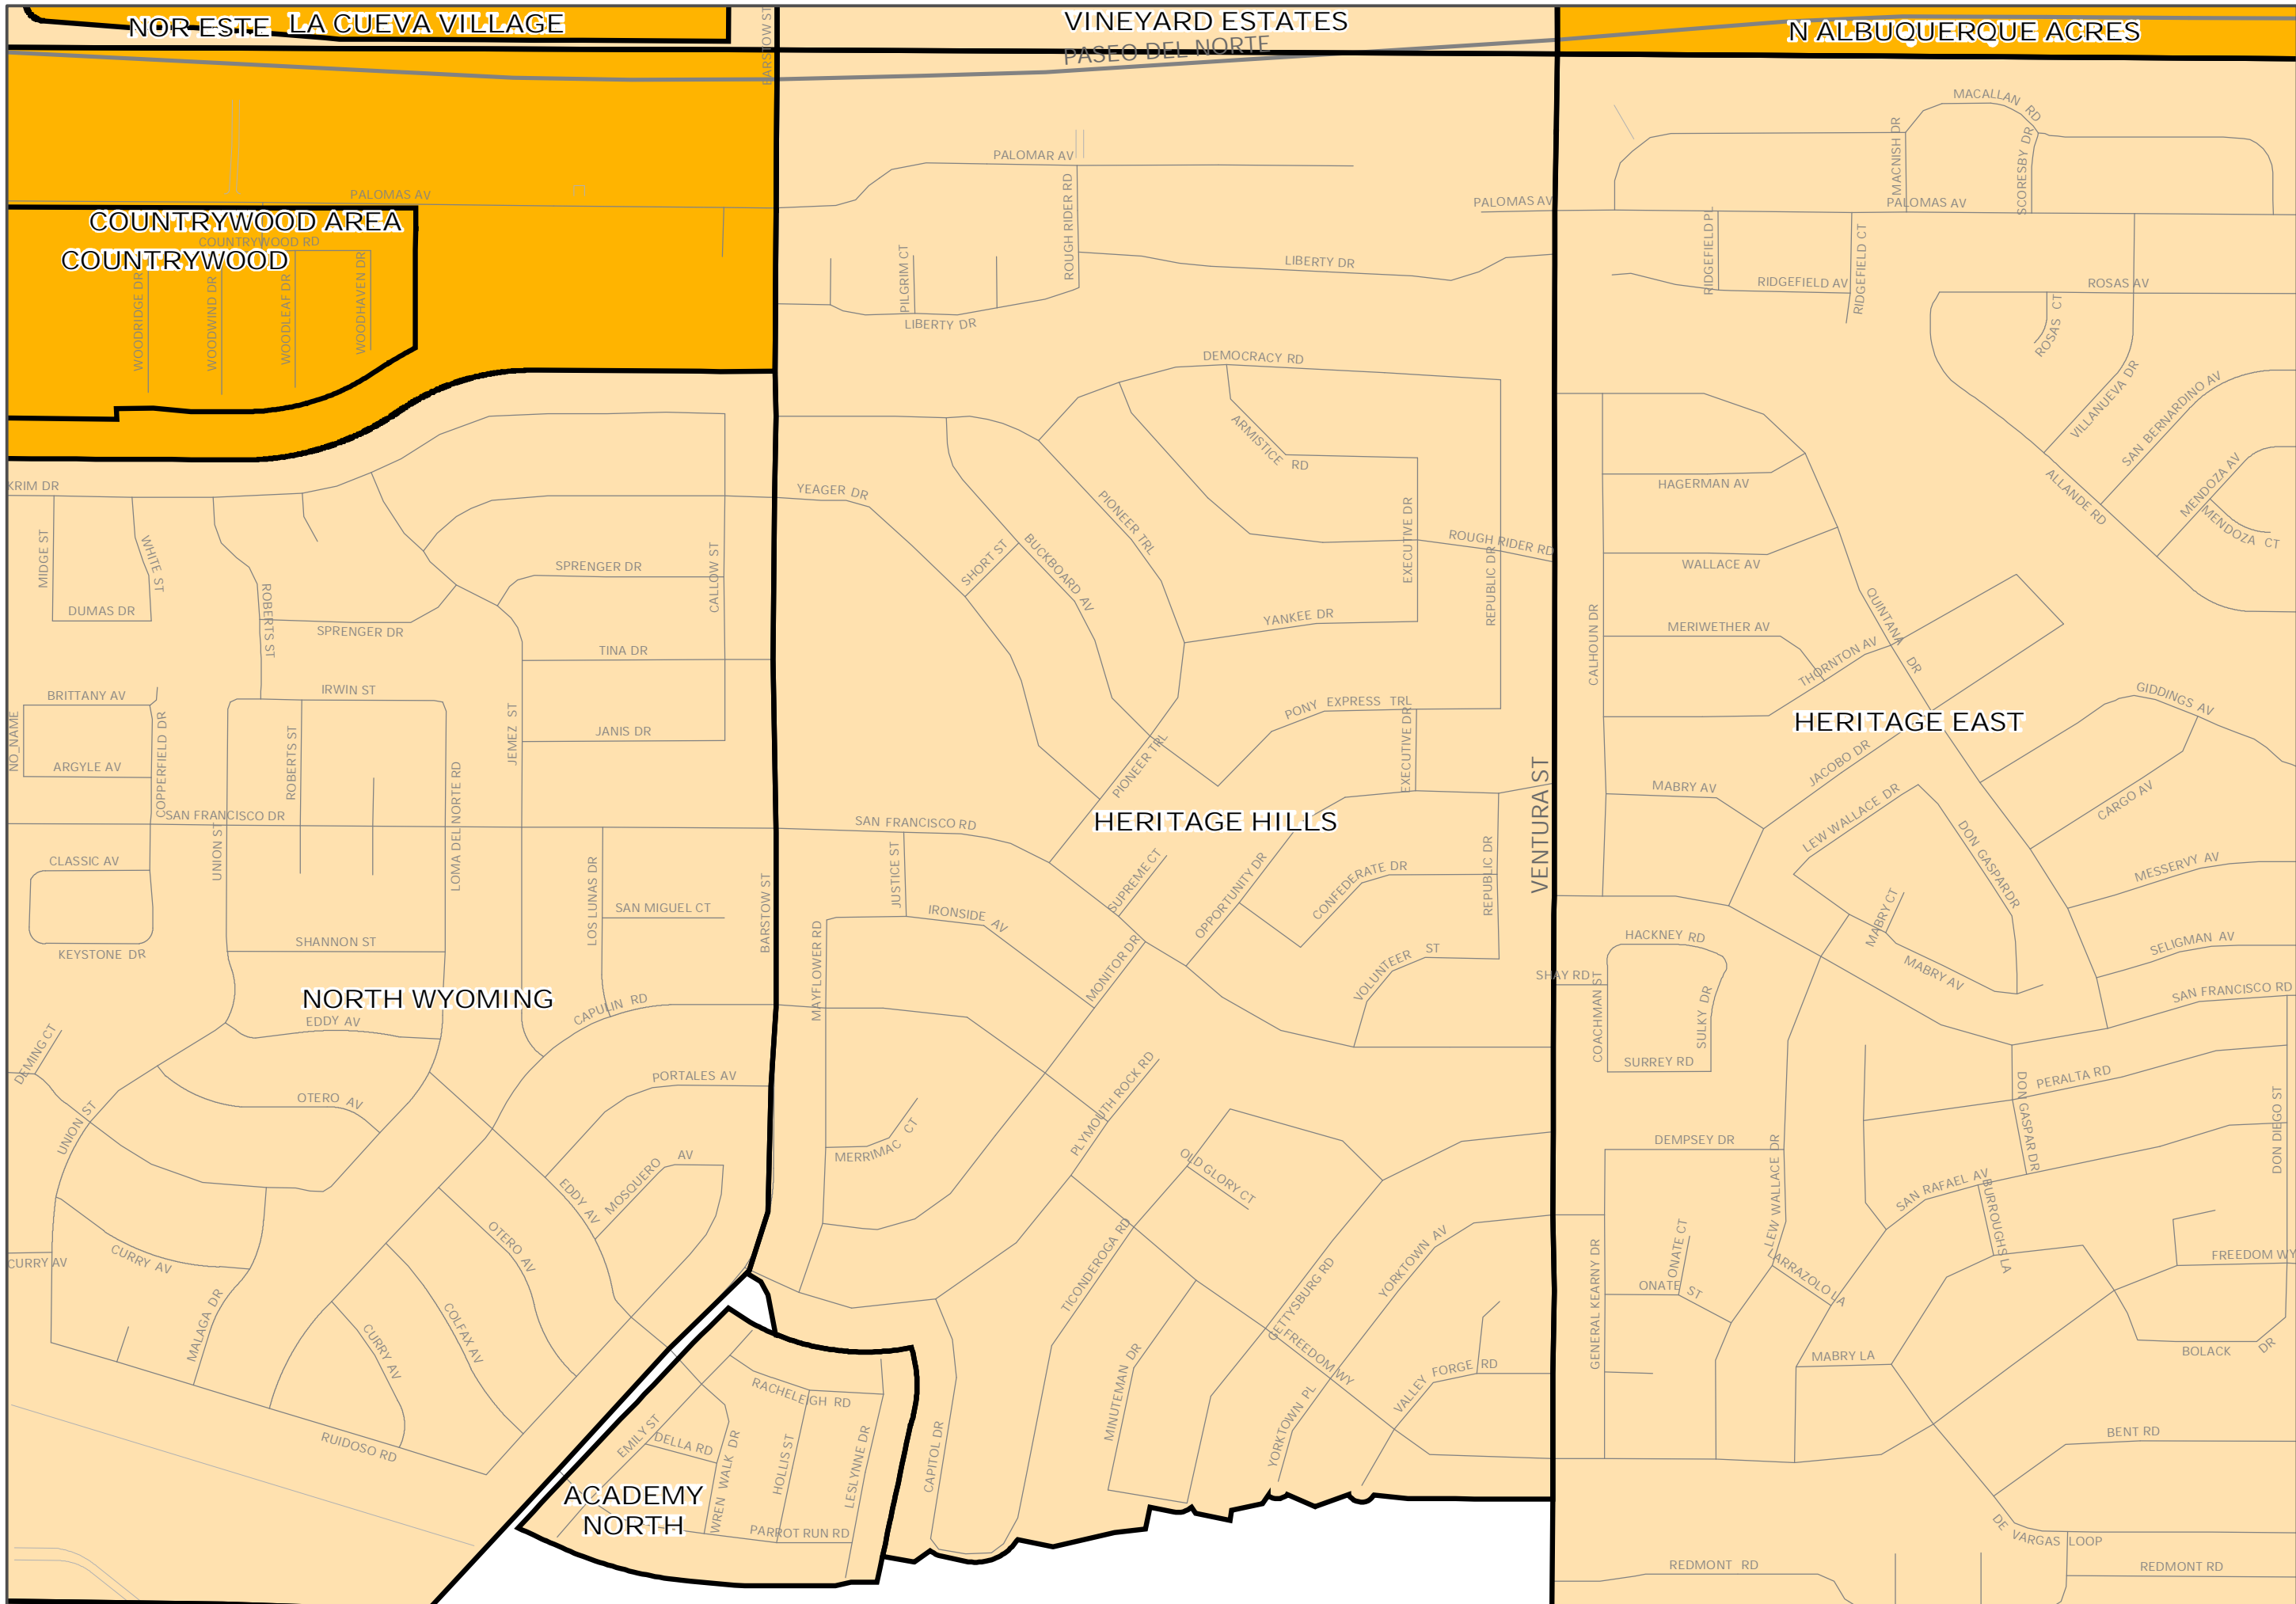 NOR ESTE
LA CUEVA VILLAGE
BARSTOW ST
VINEYARD ESTATES
PASEO DEL NORTE
N ALBUQUERQUE ACRES
PALOMAS AV
COUNTRYWOOD AREA
COUNTRYWOOD RD
COUNTRYWOOD
WOODRIDGE DR
WOODWIND DR
WOODLEAF DR
WOODHAVEN DR
PALOMAR AV
ROUGH RIDER RD
PILGRIM CT
LIBERTY DR
LIBERTY DR
PALOMAS AV
MACALLAN RD
MACNISH DR
SCORESBY DR
PALOMAS AV
RIDGEFIELD PL
RIDGEFIELD AV
RIDGEFIELD CT
ROSAS AV
ROSAS CT
VILLANUEVA DR
SAN BERNARDINO AV
MENDOZA AV
MENDOZA CT
ALLANDE RD
KRIM DR
MIDGE ST
WHITE ST
DUMAS DR
ROBERTS ST
SPRENGER DR
SPRENGER DR
CALLOW ST
TINA DR
JANIS DR
JEMEZ ST
BRITTANY AV
NO_NAME
ARGYLE AV
COPPERFIELD DR
IRWIN ST
ROBERTS ST
LOMA DEL NORTE RD
SAN FRANCISCO DR
UNION ST
CLASSIC AV
KEYSTONE DR
SHANNON ST
LOS LUNAS DR
SAN MIGUEL CT
BARSTOW ST
NORTH WYOMING
EDDY AV
CAPULIN RD
DEMING CT
OTERO AV
PORTALES AV
UNION ST
MOSQUERO AV
EDDY AV
OTERO AV
CURRY AV
CURRY AV
MALAGA DR
CURRY AV
COLFAX AV
RUIDOSO RD
DEMOCRACY RD
ARMISTICE RD
YEAGER DR
PIONEER TRL
SHORT ST
BUCKBOARD AV
EXECUTIVE DR
ROUGH RIDER RD
REPUBLIC DR
YANKEE DR
PONY EXPRESS TRL
EXECUTIVE DR
PIONEER TRL
HERITAGE HILLS
SAN FRANCISCO RD
JUSTICE ST
SUPREME CT
OPPORTUNITY DR
CONFEDERATE DR
REPUBLIC DR
VENTURA ST
IRONSIDE AV
MAYFLOWER RD
MONITOR DR
VOLUNTEER ST
PLYMOUTH ROCK RD
MERRIMAC CT
OLD GLORY CT
TICONDEROGA RD
GETTYSBURG RD
YORKTOWN AV
FREEDOM WY
MINUTEMAN DR
YORKTOWN PL
VALLEY FORGE RD
CAPITOL DR
RACHELEIGH RD
EMILY ST
DELLA RD
WREN WALK DR
HOLLIS ST
LESLYNNE DR
PARROT RUN RD
ACADEMY
NORTH
HAGERMAN AV
WALLACE AV
CALHOUN DR
MERIWETHER AV
THORNTON AV
QUINTANA DR
HERITAGE EAST
GIDDINGS AV
JACOBO DR
MABRY AV
LEW WALLACE DR
CARGO AV
DON GASPAR DR
MESSERVY AV
MABRY CT
SELIGMAN AV
MABRY AV
HACKNEY RD
SHAY RD
COACHMAN ST
SULKY DR
SURREY RD
SAN FRANCISCO RD
PERALTA RD
DON GASPAR DR
DON DIEGO ST
DEMPSEY DR
LEW WALLACE DR
SAN RAFAEL AV
BURROUGHS LA
FREEDOM WY
ONATE CT
ONATE ST
LARRAZOLO LA
GENERAL KEARNY DR
MABRY LA
BOLACK DR
BENT RD
DE VARGAS LOOP
REDMONT RD
REDMONT RD